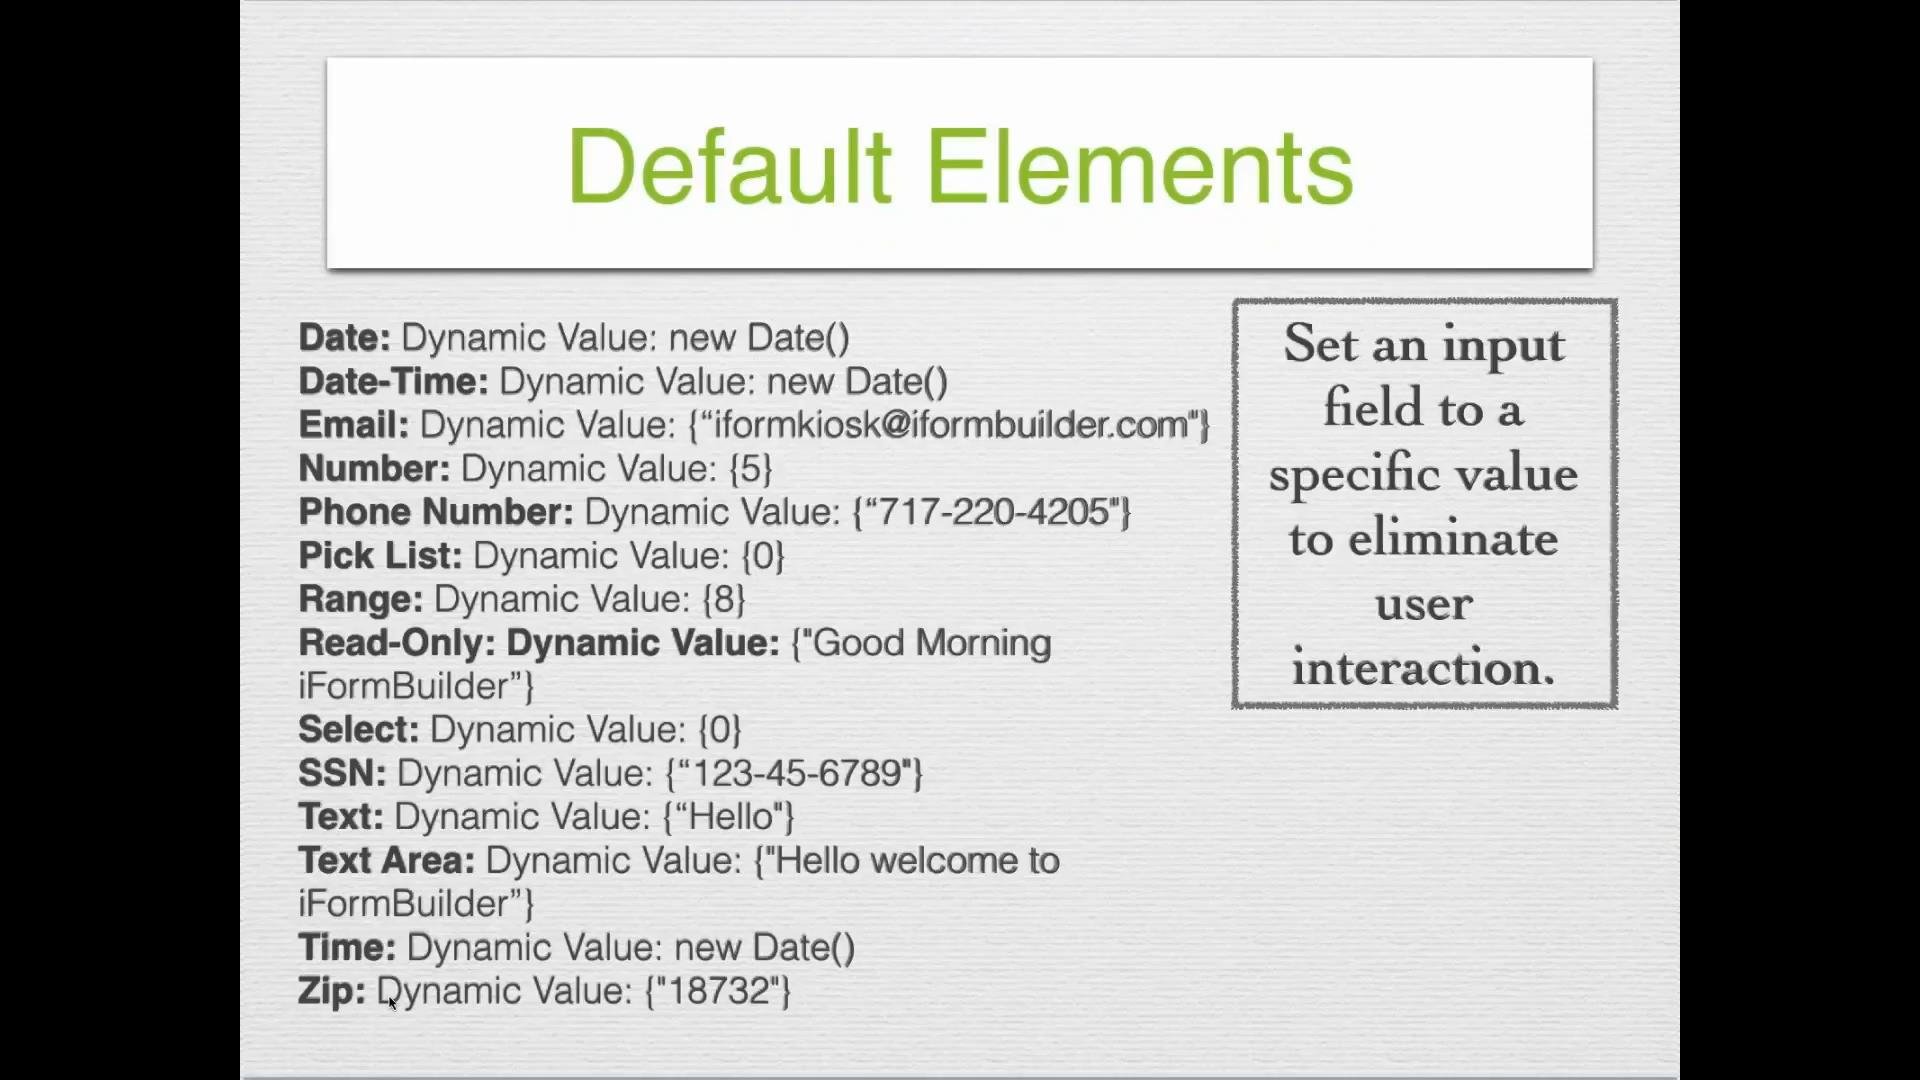 Default Elements
Date: Dynamic Value: new Date()
Date-Time: Dynamic Value: new Date()
Email: Dynamic Value: {“iformkiosk@iformbuilder.com"}
Number: Dynamic Value: {5}
Phone Number: Dynamic Value: {“717-220-4205"}
Pick List: Dynamic Value: {0}
Range: Dynamic Value: {8}
Read-Only: Dynamic Value: {"Good Morning
iFormBuilder”}
Select: Dynamic Value: {0}
SSN: Dynamic Value: {“123-45-6789"}
Text: Dynamic Value: {“Hello"}
Text Area: Dynamic Value: {"Hello welcome to
iFormBuilder”}
Time: Dynamic Value: new Date()
Zip: Dynamic Value: {"18732"}
Set an input
field to a
specific value
to eliminate
user
interaction.